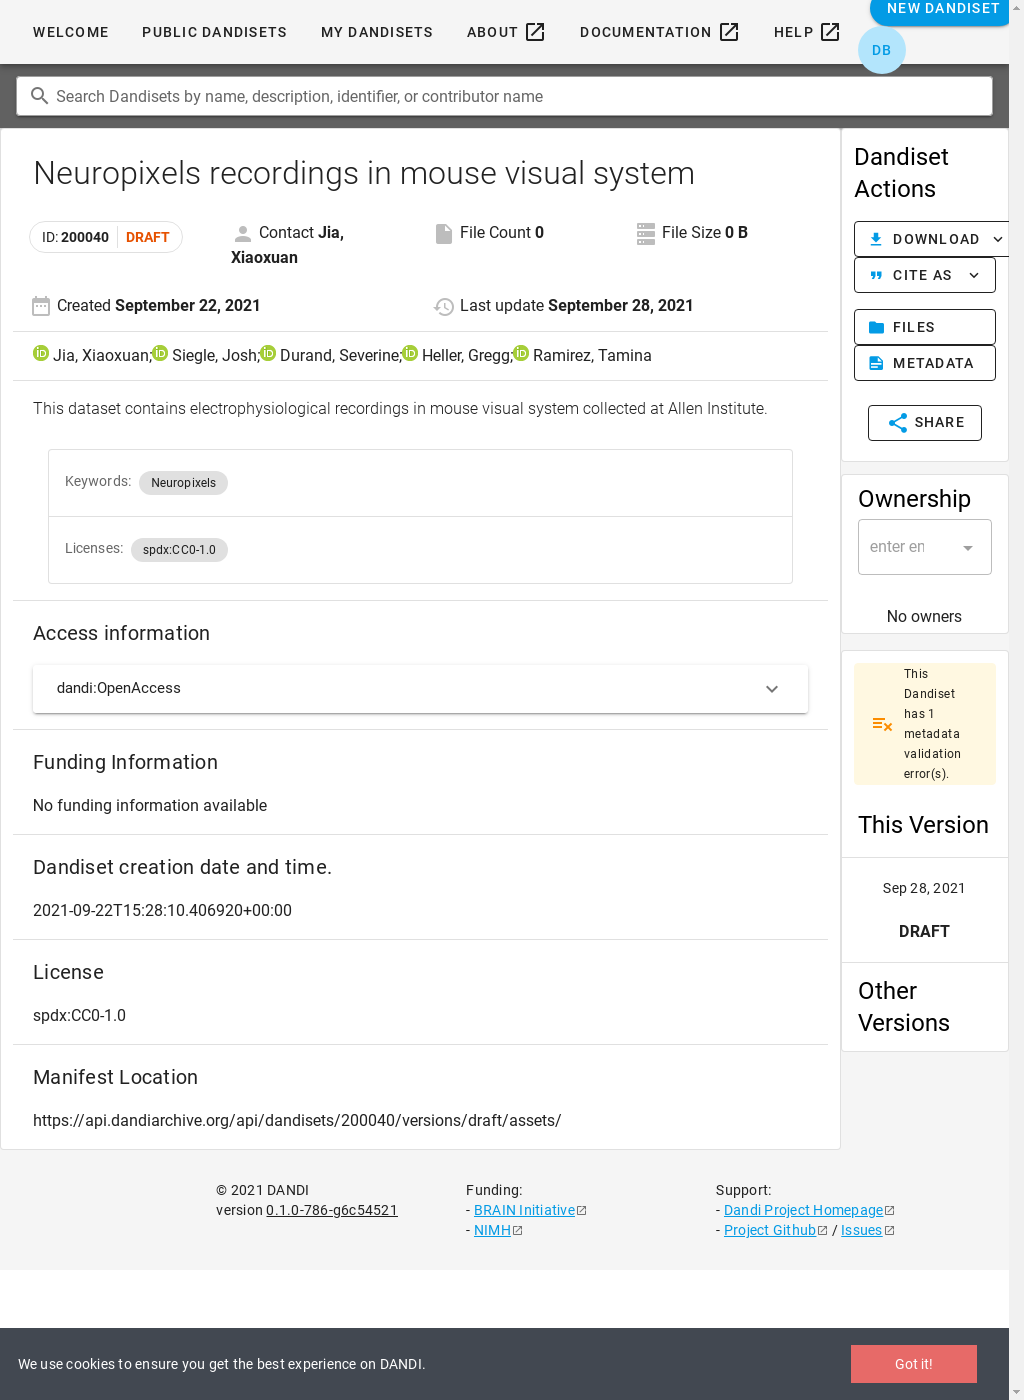 WELCOME PUBLIC DANDISETS MY DANDISETS ABOUT DOCUMENTATION HELP NEW DANDISET
DB
Search Dandisets by name, description, identifier, or contributor name
Neuropixels recordings in mouse visual system
ID: 200040 DRAFT
Contact Jia, Xiaoxuan
File Count 0
File Size 0 B
Created September 22, 2021
Last update September 28, 2021
Jia, Xiaoxuan; Siegle, Josh; Durand, Severine; Heller, Gregg; Ramirez, Tamina
This dataset contains electrophysiological recordings in mouse visual system collected at Allen Institute.
Keywords: Neuropixels
Licenses: spdx:CC0-1.0
Access information
dandi:OpenAccess
Funding Information
No funding information available
Dandiset creation date and time.
2021-09-22T15:28:10.406920+00:00
License
spdx:CC0-1.0
Manifest Location
https://api.dandiarchive.org/api/dandisets/200040/versions/draft/assets/
Dandiset
Actions
DOWNLOAD
CITE AS
FILES
METADATA
SHARE
Ownership
enter en
No owners
This
Dandiset
has 1
metadata
validation
error(s).
This Version
Sep 28, 2021
DRAFT
Other
Versions
© 2021 DANDI
version 0.1.0-786-g6c54521
Funding:
- BRAIN Initiative
- NIMH
Support:
- Dandi Project Homepage
- Project Github / Issues
We use cookies to ensure you get the best experience on DANDI.
Got it!